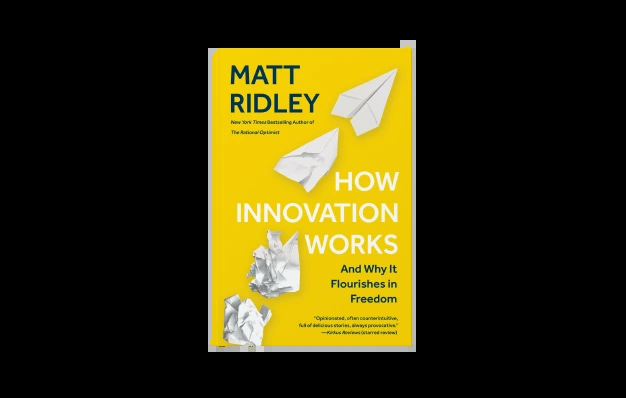 MATT
RIDLEY
New York Times Bestselling Author of
The Rational Optimist
HOW
INNOVATION
WORKS
And Why It
Flourishes in
Freedom
"Opinionated, often counterintuitive,
full of delicious stories, always provocative."
—Kirkus Reviews (starred review)